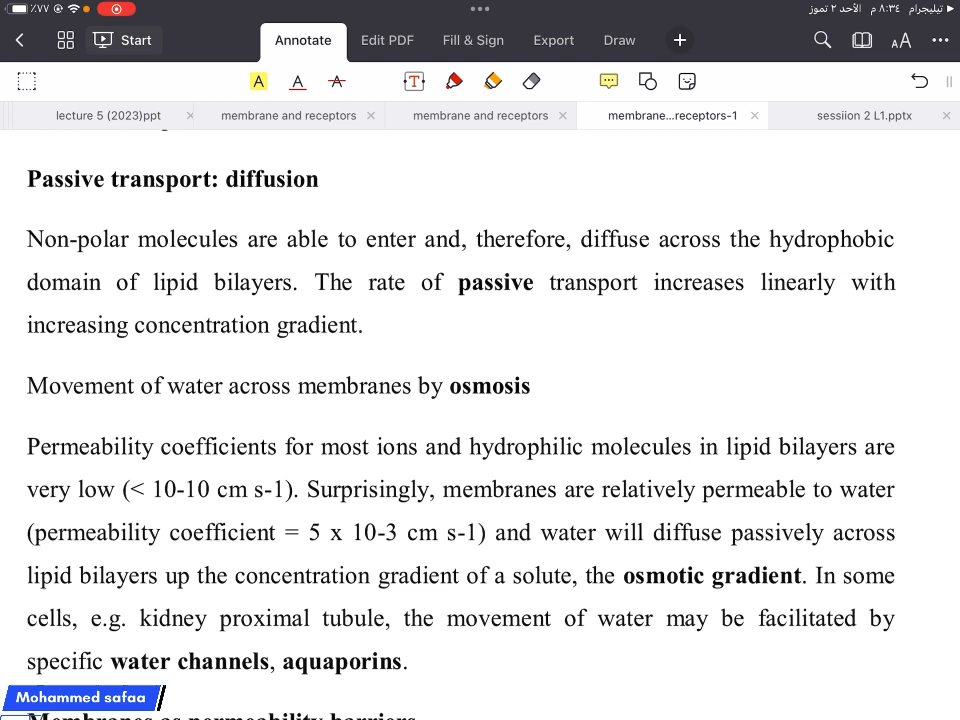 ٪٧٧ تيليجرام ٨:٣٤ م الأحد ٢ تموز
Start Annotate Edit PDF Fill & Sign Export Draw + AA
A A A T
lecture 5 (2023)ppt × membrane and receptors × membrane and receptors × membrane...receptors-1 × sessiion 2 L1.pptx ×
Passive transport: diffusion
Non-polar molecules are able to enter and, therefore, diffuse across the hydrophobic
domain of lipid bilayers. The rate of passive transport increases linearly with
increasing concentration gradient.
Movement of water across membranes by osmosis
Permeability coefficients for most ions and hydrophilic molecules in lipid bilayers are
very low (< 10-10 cm s-1). Surprisingly, membranes are relatively permeable to water
(permeability coefficient = 5 x 10-3 cm s-1) and water will diffuse passively across
lipid bilayers up the concentration gradient of a solute, the osmotic gradient. In some
cells, e.g. kidney proximal tubule, the movement of water may be facilitated by
specific water channels, aquaporins.
Mohammed safaa
Membranes as permeability barriers